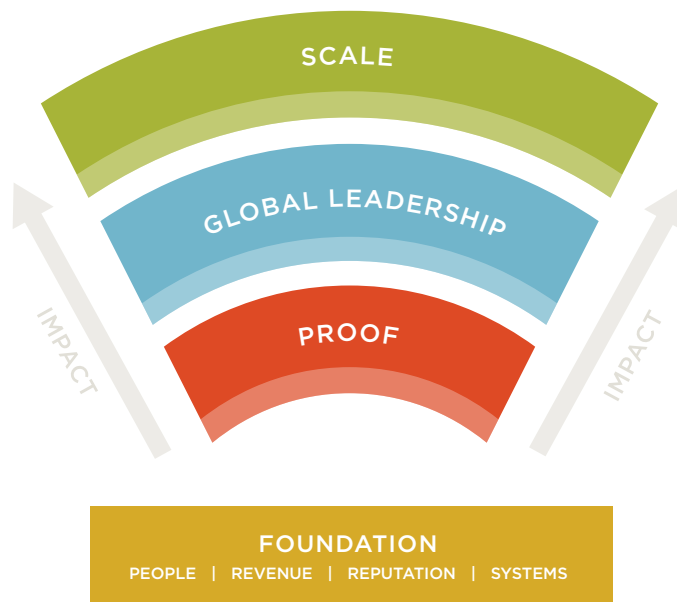 SCALE
GLOBAL LEADERSHIP
PROOF
IMPACT
IMPACT
FOUNDATION
PEOPLE | REVENUE | REPUTATION | SYSTEMS